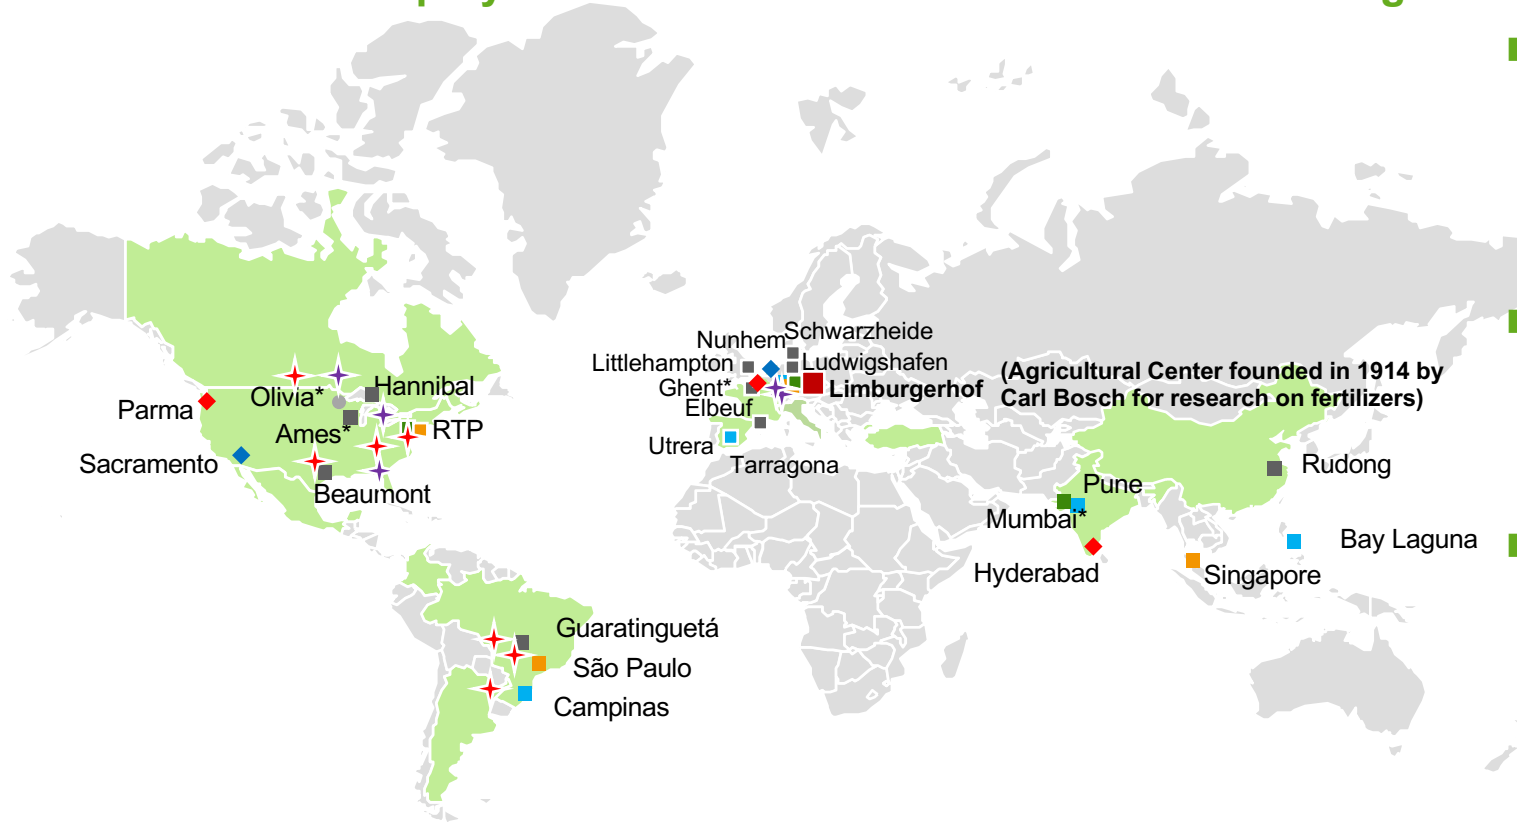 Schwarzheide
Nunhem
Littlehampton
Ludwigshafen
Ghent*
Limburgerhof
(Agricultural Center founded in 1914 by
Carl Bosch for research on fertilizers)
Elbeuf
Utrera
Tarragona
Hannibal
Olivia*
Parma
Ames*
RTP
Sacramento
Beaumont
Rudong
Pune
Mumbai*
Bay Laguna
Hyderabad
Singapore
Guaratinguetá
São Paulo
Campinas